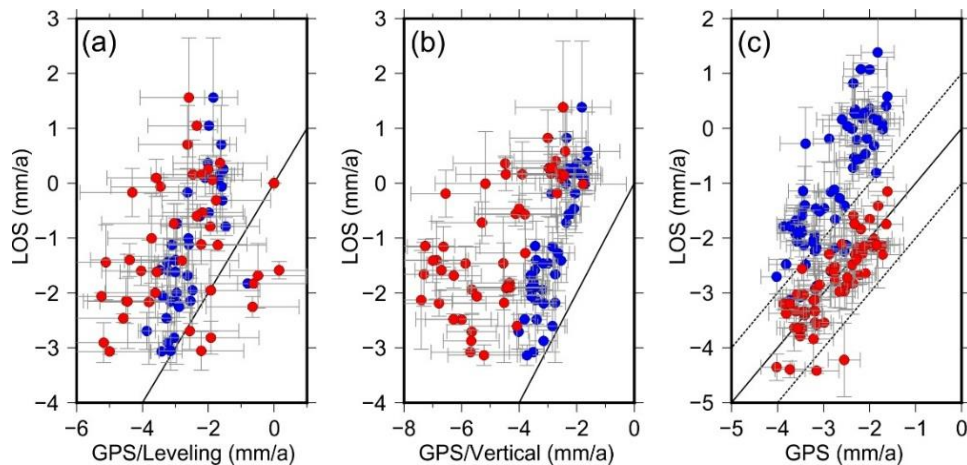 (a)
LOS (mm/a)
3
2
1
0
−1
−2
−3
−4
−6 −4 −2 0
GPS/Leveling (mm/a)
(b)
LOS (mm/a)
3
2
1
0
−1
−2
−3
−4
−8 −6 −4 −2 0
GPS/Vertical (mm/a)
(c)
LOS (mm/a)
2
1
0
−1
−2
−3
−4
−5
−5 −4 −3 −2 −1 0
GPS (mm/a)